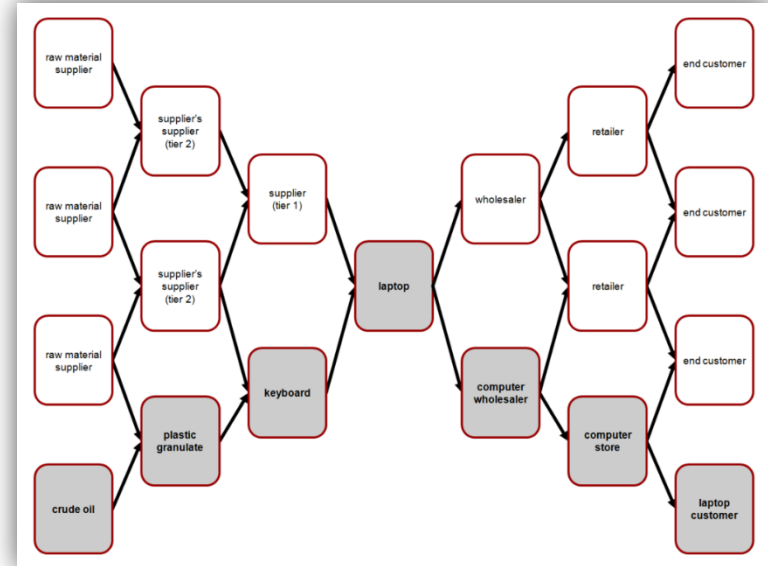 raw material
supplier
supplier's
supplier
(tier 2)
raw material
supplier
supplier's
supplier
(tier 2)
raw material
supplier
plastic
granulate
crude oil
supplier
(tier 1)
keyboard
laptop
wholesaler
computer
wholesaler
retailer
retailer
computer
store
end customer
end customer
end customer
laptop
customer